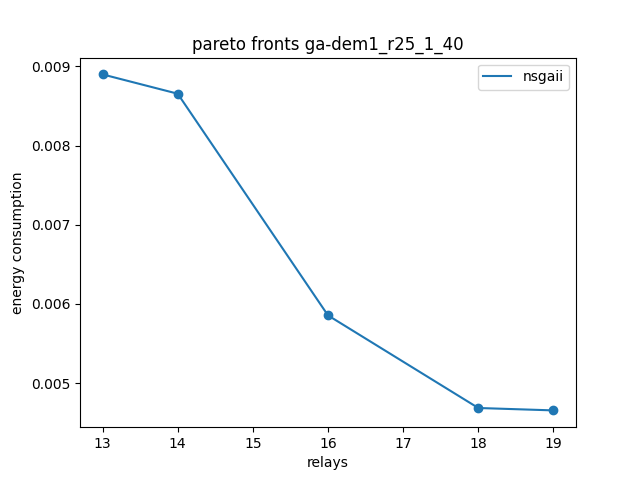 pareto fronts ga-dem1_r25_1_40
nsgaii
0.009
0.008
0.007
0.006
0.005
energy consumption
13 14 15 16 17 18 19
relays